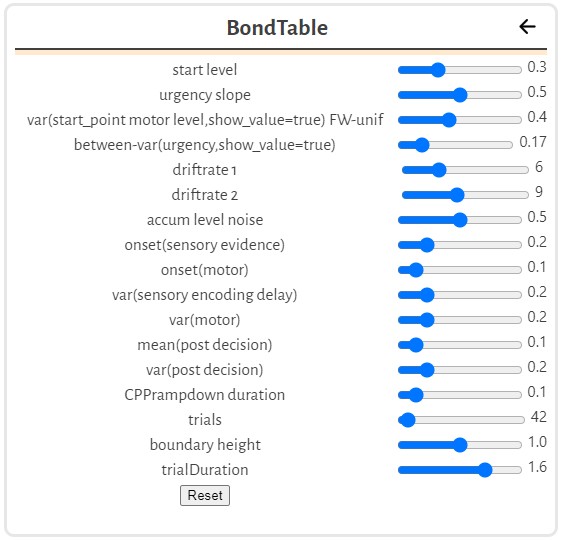 BondTable
start level 0.3
urgency slope 0.5
var(start_point motor level,show_value=true) FW-unif 0.4
between-var(urgency,show_value=true) 0.17
driftrate 1 6
driftrate 2 9
accum level noise 0.5
onset(sensory evidence) 0.2
onset(motor) 0.1
var(sensory encoding delay) 0.2
var(motor) 0.2
mean(post decision) 0.1
var(post decision) 0.2
CPPrampdown duration 0.1
trials 42
boundary height 1.0
trialDuration 1.6
Reset